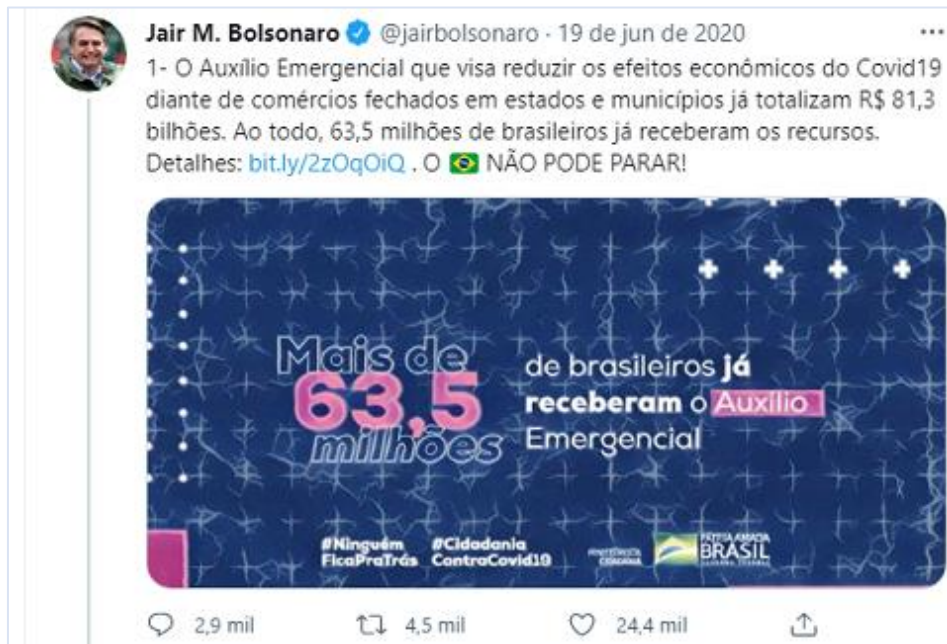 Jair M. Bolsonaro @jairbolsonaro · 19 de jun de 2020
1- O Auxílio Emergencial que visa reduzir os efeitos econômicos do Covid19
diante de comércios fechados em estados e municípios já totalizam R$ 81,3
bilhões. Ao todo, 63,5 milhões de brasileiros já receberam os recursos.
Detalhes: bit.ly/2zOqOiQ . O 🇧🇷 NÃO PODE PARAR!
Mais de
63,5
milhões
de brasileiros já
receberam o Auxílio
Emergencial
#Ninguém
FicaPraTrás
#Cidadania
ContraCovid19
CIDADANIA
PÁTRIA AMADA
BRASIL
2,9 mil
4,5 mil
24,4 mil